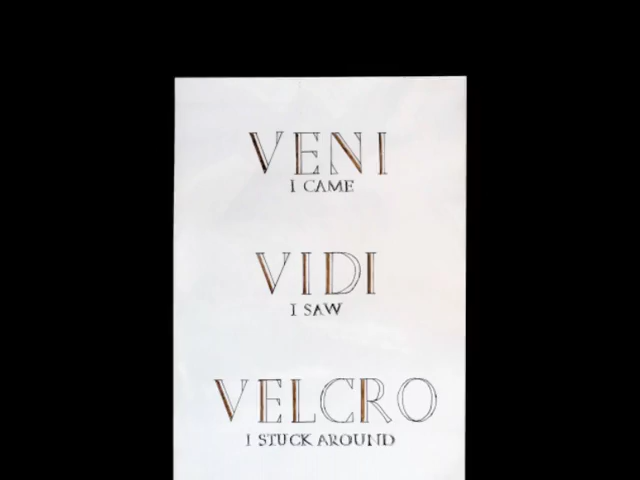 VENI
I CAME
VIDI
I SAW
VELCRO
I STUCK AROUND